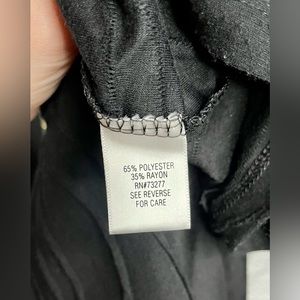 65% POLYESTER
35% RAYON
RN#73277
SEE REVERSE
FOR CARE